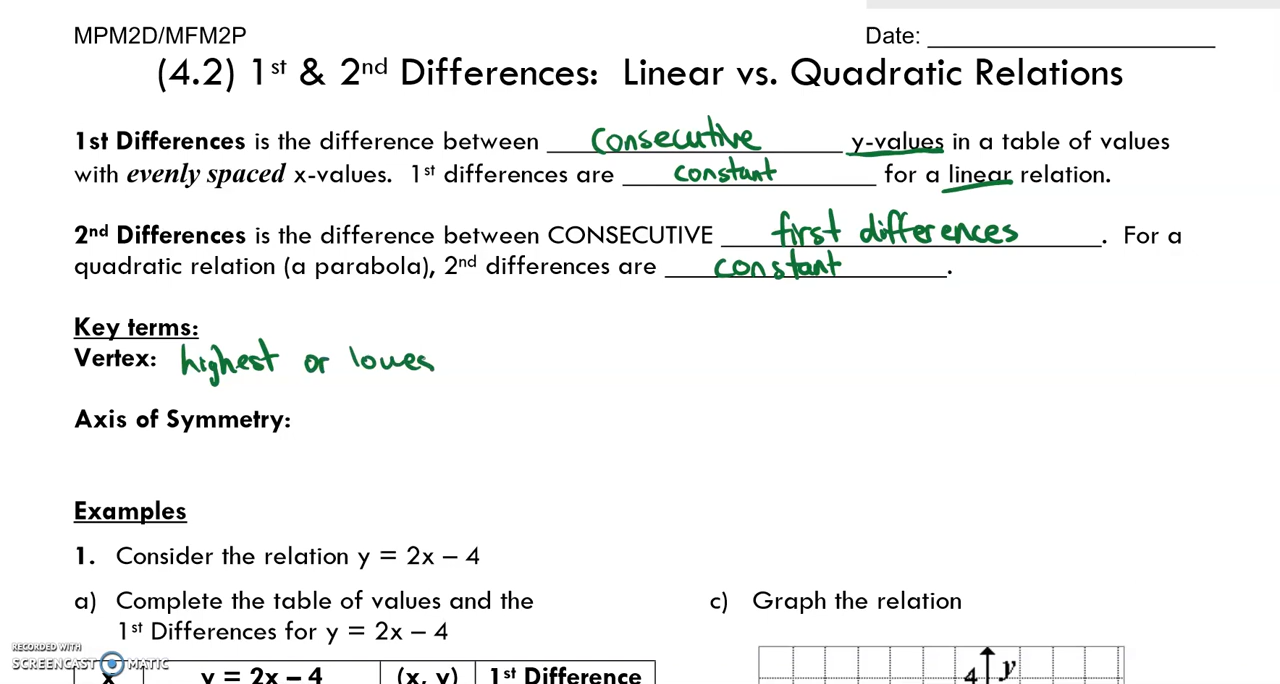 MPM2D/MFM2P Date: ____________
(4.2) 1st & 2nd Differences: Linear vs. Quadratic Relations
1st Differences is the difference between consecutive y-values in a table of values
with evenly spaced x-values. 1st differences are constant for a linear relation.
2nd Differences is the difference between CONSECUTIVE first differences. For a
quadratic relation (a parabola), 2nd differences are constant.
Key terms:
Vertex: highest or lowes
Axis of Symmetry:
Examples
1. Consider the relation y = 2x – 4
a) Complete the table of values and the c) Graph the relation
1st Differences for y = 2x – 4
RECORDED WITH
SCREENCAST MATIC
x y = 2x – 4 (x, y) 1st Difference
4 y